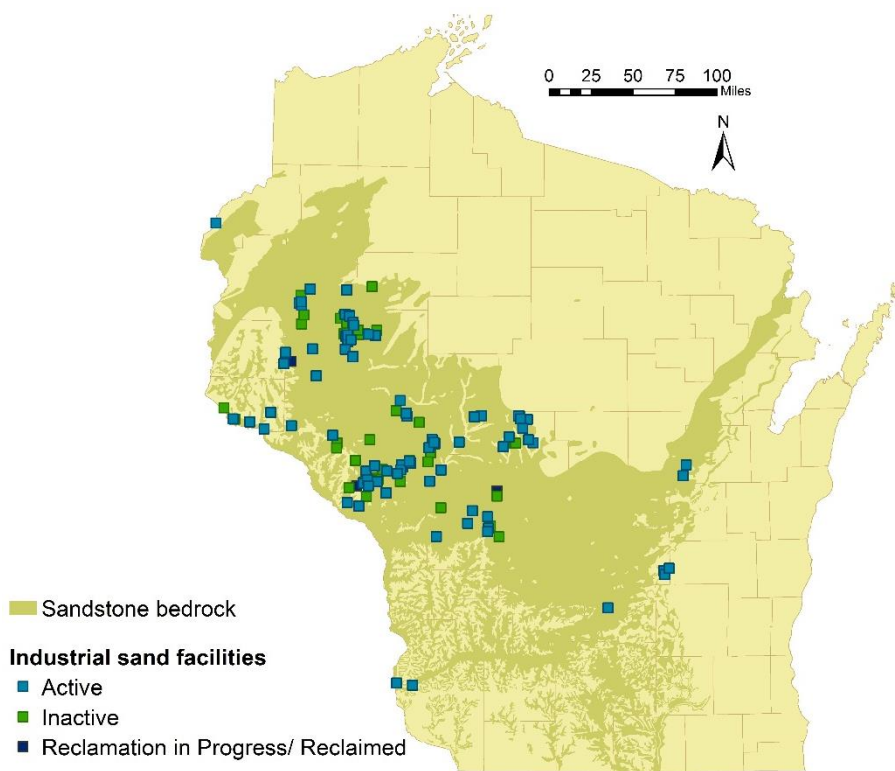 0 25 50 75 100
Miles
N
Sandstone bedrock
Industrial sand facilities
Active
Inactive
Reclamation in Progress/ Reclaimed